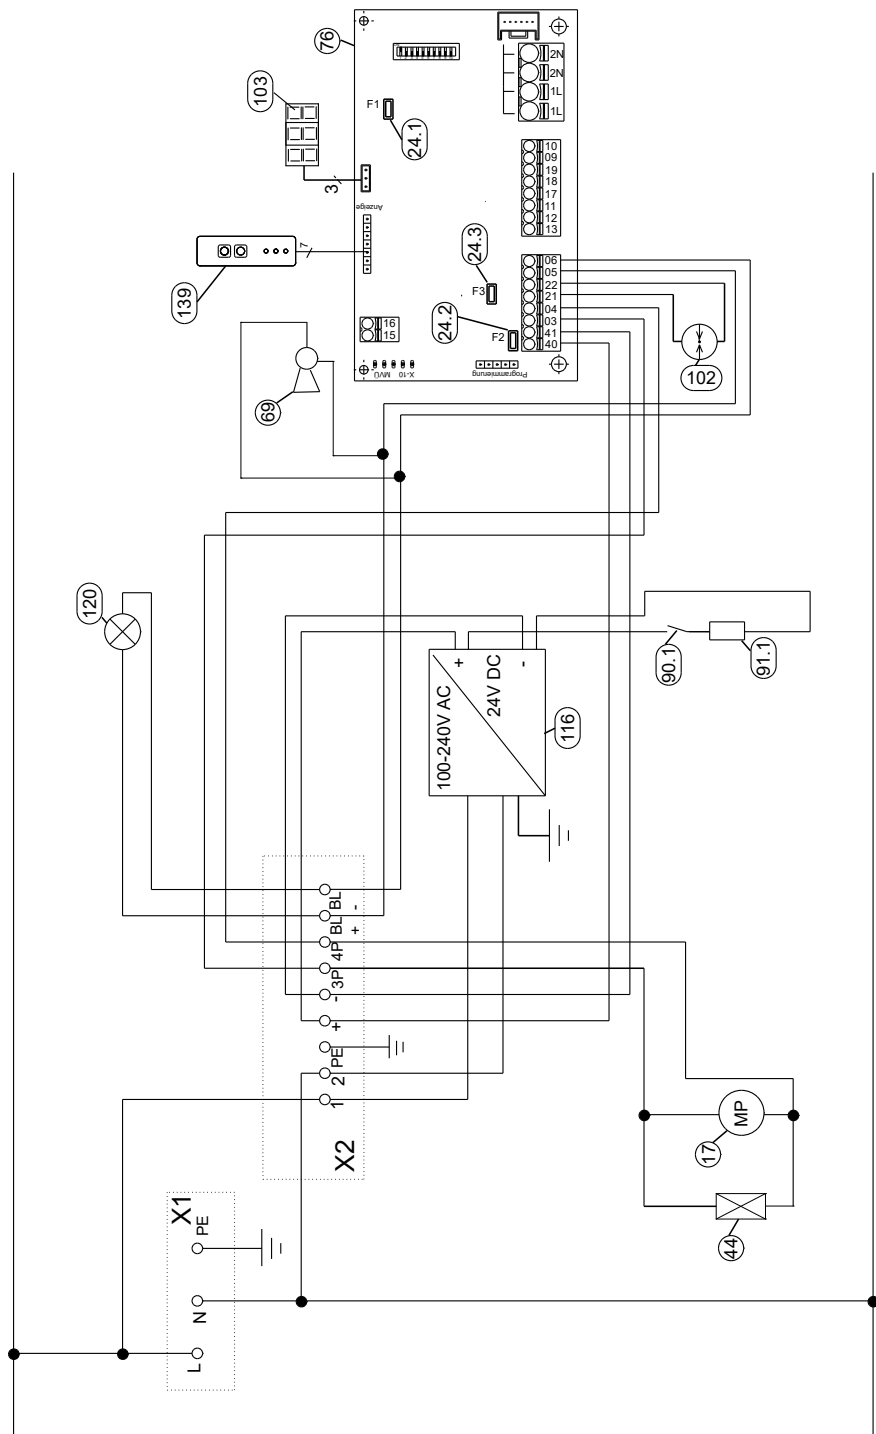 76
103
F1
24.1
3
Anzeige
7
139
24.3
F3
24.2
F2
16
15
X-10
MVÜ
Programmierung
2N
2N
1L
1L
10
09
19
18
17
11
12
13
06
05
22
21
04
03
41
40
102
69
120
100-240V AC
24V DC
+
-
116
90.1
91.1
X2
1
2
PE
+
-
3P
4P
BL +
BL -
X1
L
N
PE
MP
17
44